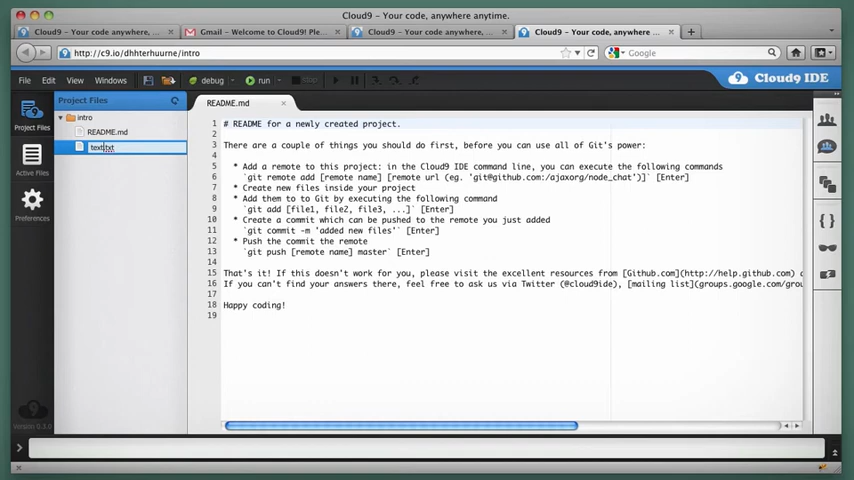 Cloud9 - Your code, anywhere anytime.
Cloud9 - Your code, anywhere, ...
Gmail - Welcome to Cloud9! Ple...
Cloud9 - Your code, anywhere, ...
Cloud9 - Your code, anywhere, ...
http://c9.io/dhhterhuurne/intro
Google
File Edit View Windows debug run
Cloud9 IDE
Project Files
Active Files
Preferences
Version 0.3.0
Project Files
intro
README.md
text.txt
README.md
1 # README for a newly created project.
2
3 There are a couple of things you should do first, before you can use all of Git's power:
4
5 * Add a remote to this project: in the Cloud9 IDE command line, you can execute the following commands
6 `git remote add [remote name] [remote url (eg. 'git@github.com:/ajaxorg/node_chat')]` [Enter]
7 * Create new files inside your project
8 * Add them to to Git by executing the following command
9 `git add [file1, file2, file3, ...]` [Enter]
10 * Create a commit which can be pushed to the remote you just added
11 `git commit -m 'added new files'` [Enter]
12 * Push the commit the remote
13 `git push [remote name] master` [Enter]
14
15 That's it! If this doesn't work for you, please visit the excellent resources from [Github.com](http://help.github.com) a
16 If you can't find your answers there, feel free to ask us via Twitter (@cloud9ide), [mailing list](groups.google.com/grou
17
18 Happy coding!
19